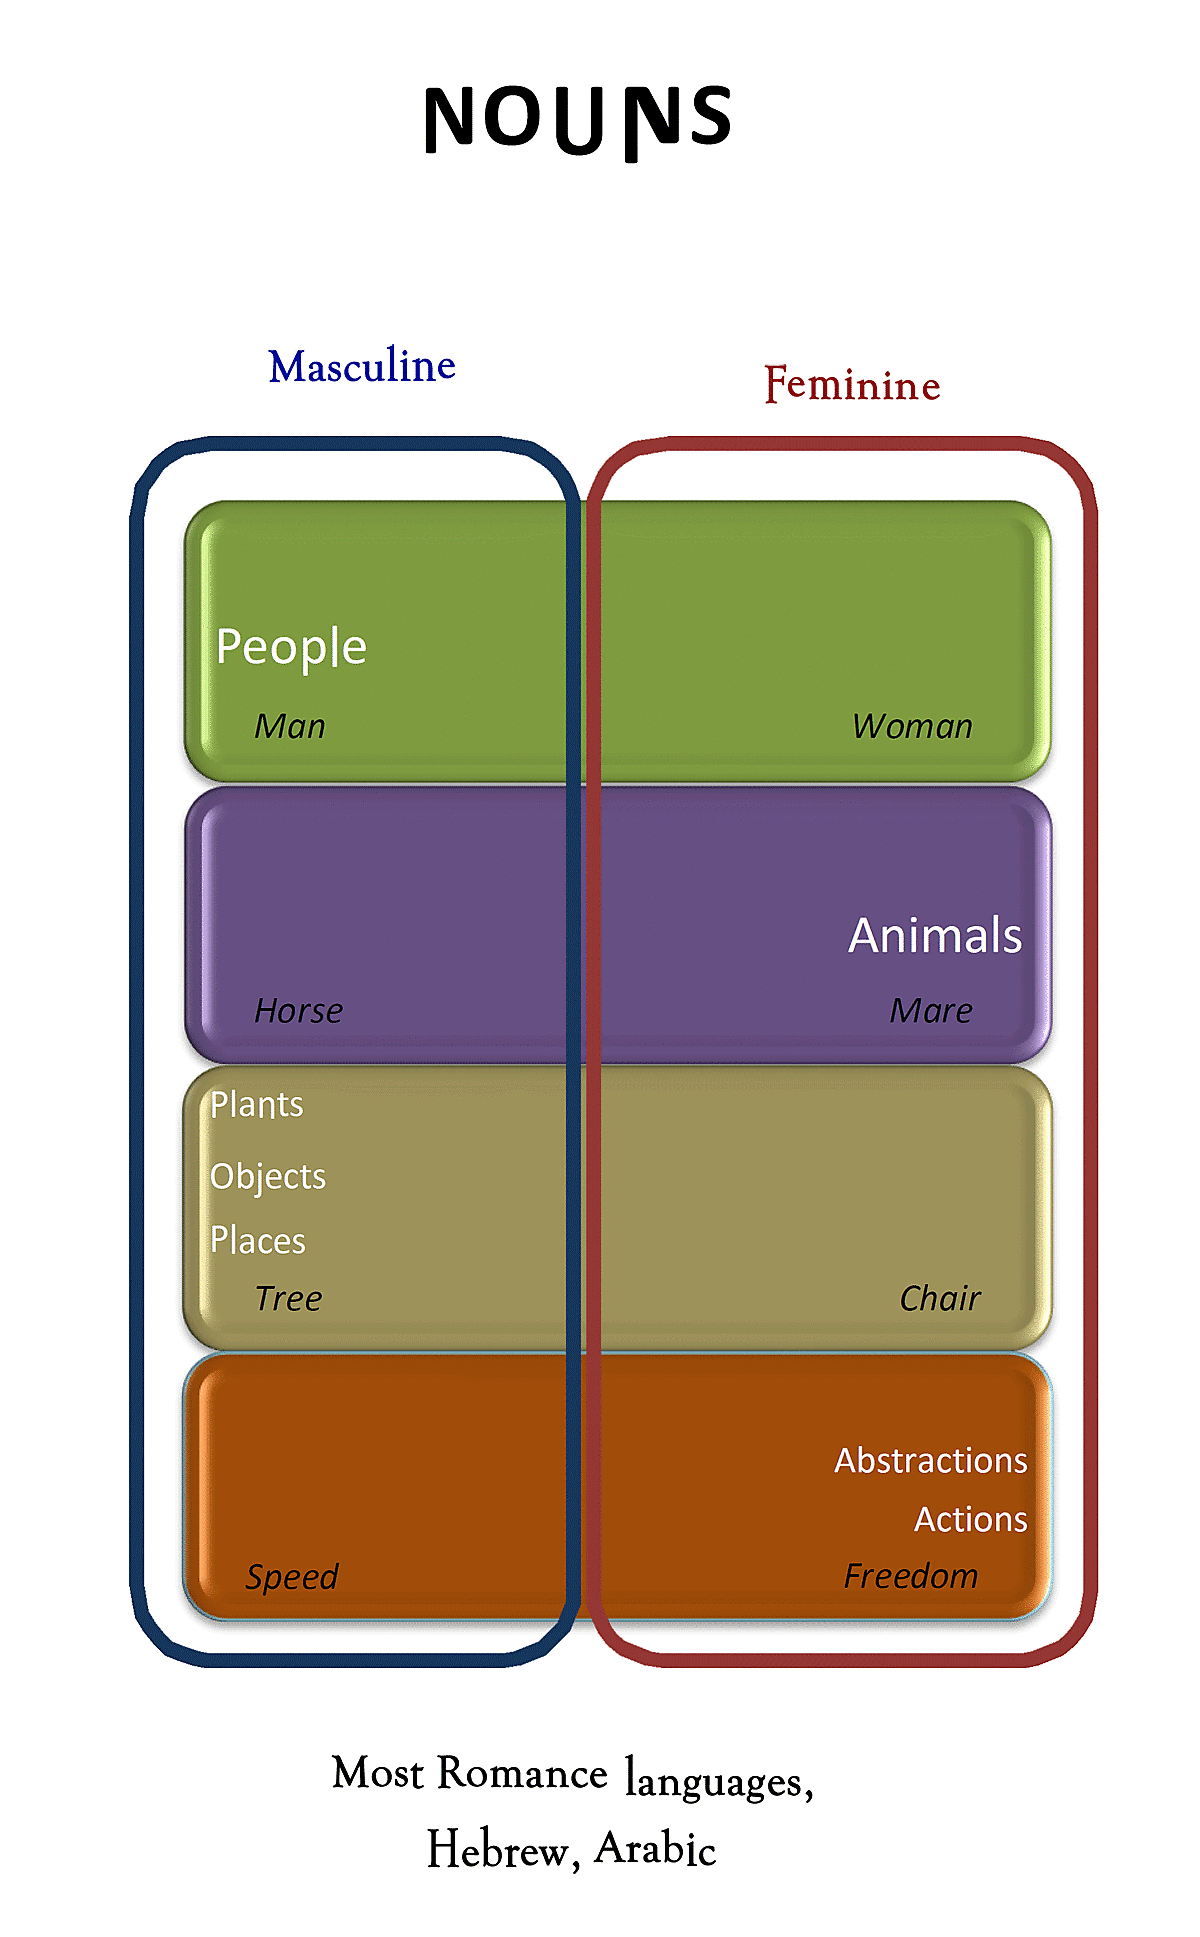 NOUNS
Masculine
Feminine
People
Man
Woman
Animals
Horse
Mare
Plants
Objects
Places
Tree
Chair
Abstractions
Actions
Speed
Freedom
Most Romance languages,
Hebrew, Arabic